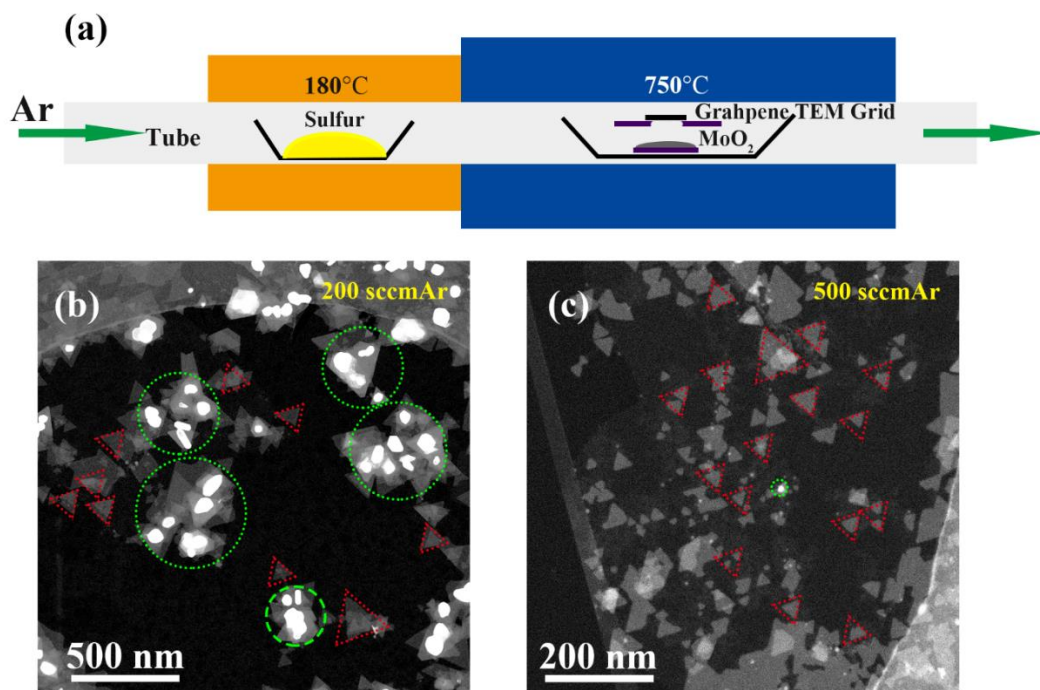 (a)
180°C
750°C
Ar
Sulfur
Grahpene TEM Grid
Tube
MoO₂
(b)
200 sccmAr
(c)
500 sccmAr
500 nm
200 nm